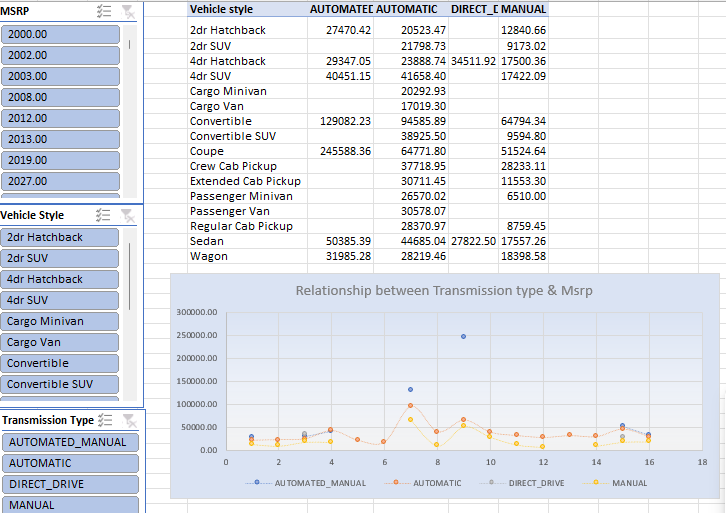 MSRP
2000.00
2002.00
2003.00
2008.00
2012.00
2013.00
2019.00
2027.00
Vehicle Style
2dr Hatchback
2dr SUV
4dr Hatchback
4dr SUV
Cargo Minivan
Cargo Van
Convertible
Convertible SUV
Transmission Type
AUTOMATED_MANUAL
AUTOMATIC
DIRECT_DRIVE
MANUAL
Vehicle style AUTOMATED AUTOMATIC DIRECT_D MANUAL
2dr Hatchback 27470.42 20523.47 12840.66
2dr SUV 21798.73 9173.02
4dr Hatchback 29347.05 23888.74 34511.92 17500.36
4dr SUV 40451.15 41658.40 17422.09
Cargo Minivan 20292.93
Cargo Van 17019.30
Convertible 129082.23 94585.89 64794.34
Convertible SUV 38925.50 9594.80
Coupe 245588.36 64771.80 51524.64
Crew Cab Pickup 37718.95 28233.11
Extended Cab Pickup 30711.45 11553.30
Passenger Minivan 26570.02 6510.00
Passenger Van 30578.07
Regular Cab Pickup 28370.97 8759.45
Sedan 50385.39 44685.04 27822.50 17557.26
Wagon 31985.28 28219.46 18398.58
Relationship between Transmission type & Msrp
300000.00
250000.00
200000.00
150000.00
100000.00
50000.00
0.00
0 2 4 6 8 10 12 14 16 18
AUTOMATED_MANUAL AUTOMATIC DIRECT_DRIVE MANUAL